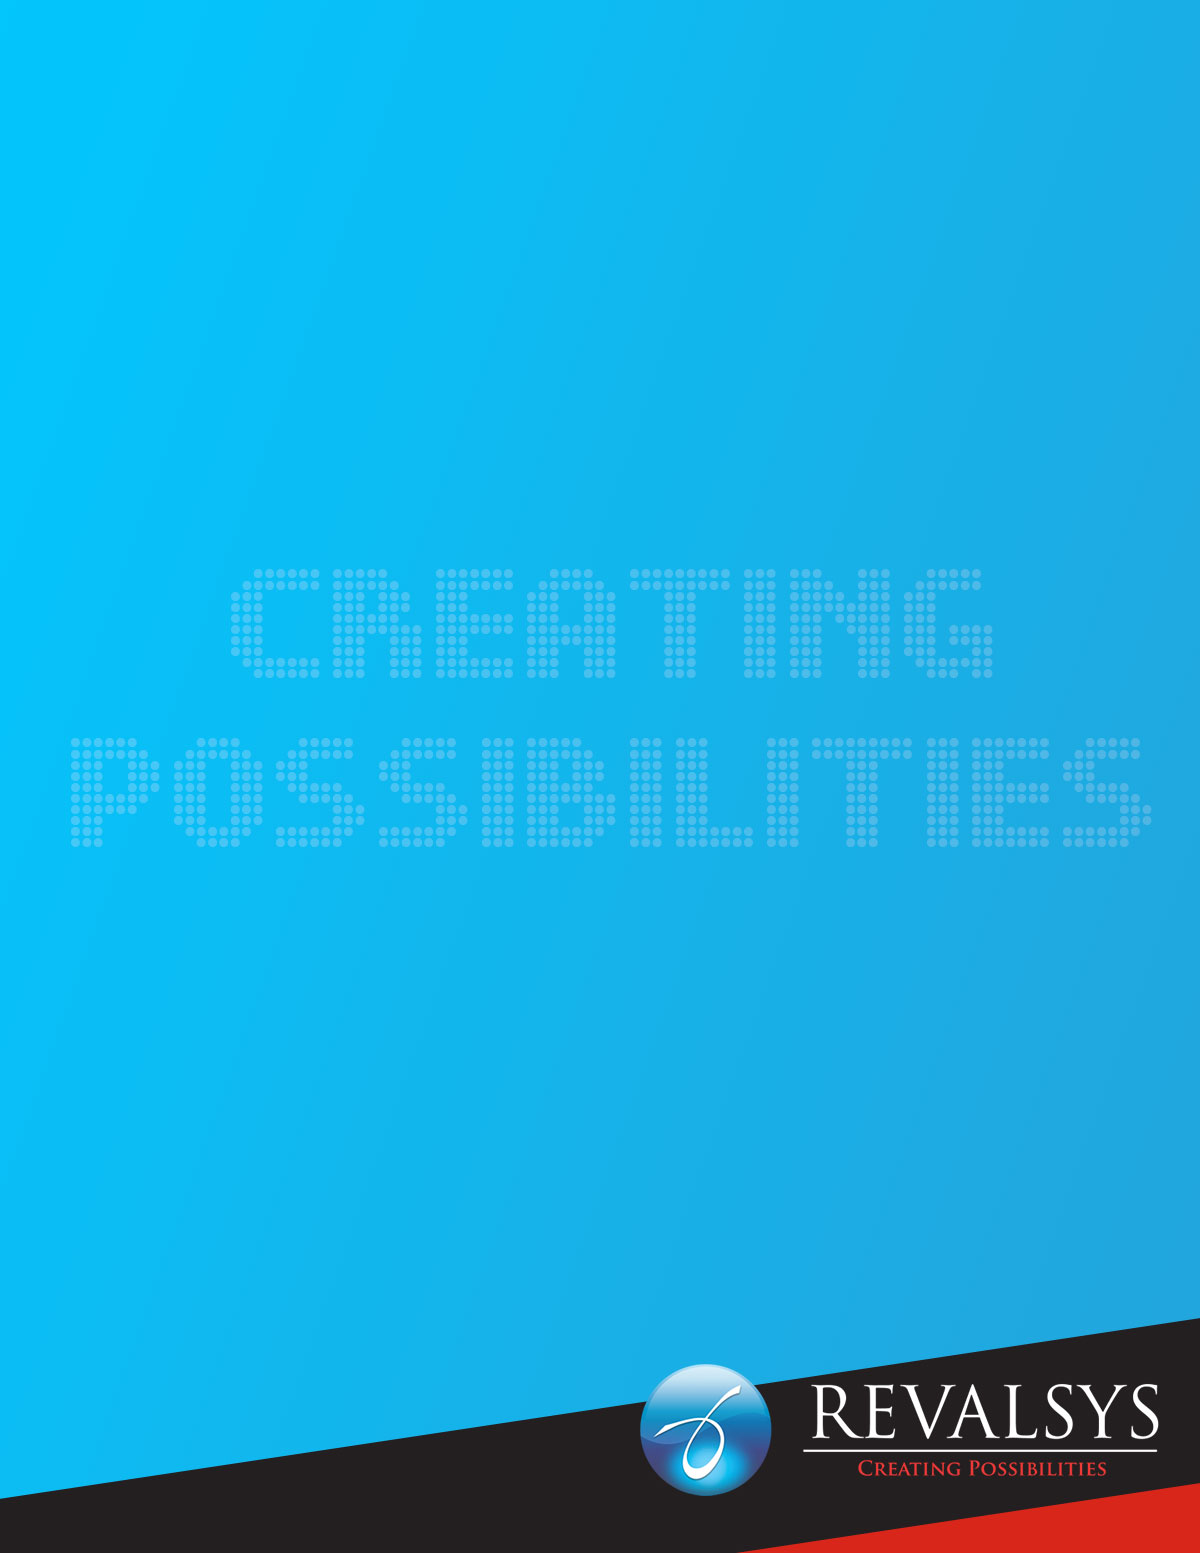 CREATING
POSSIBILITIES
REVALSYS
CREATING POSSIBILITIES